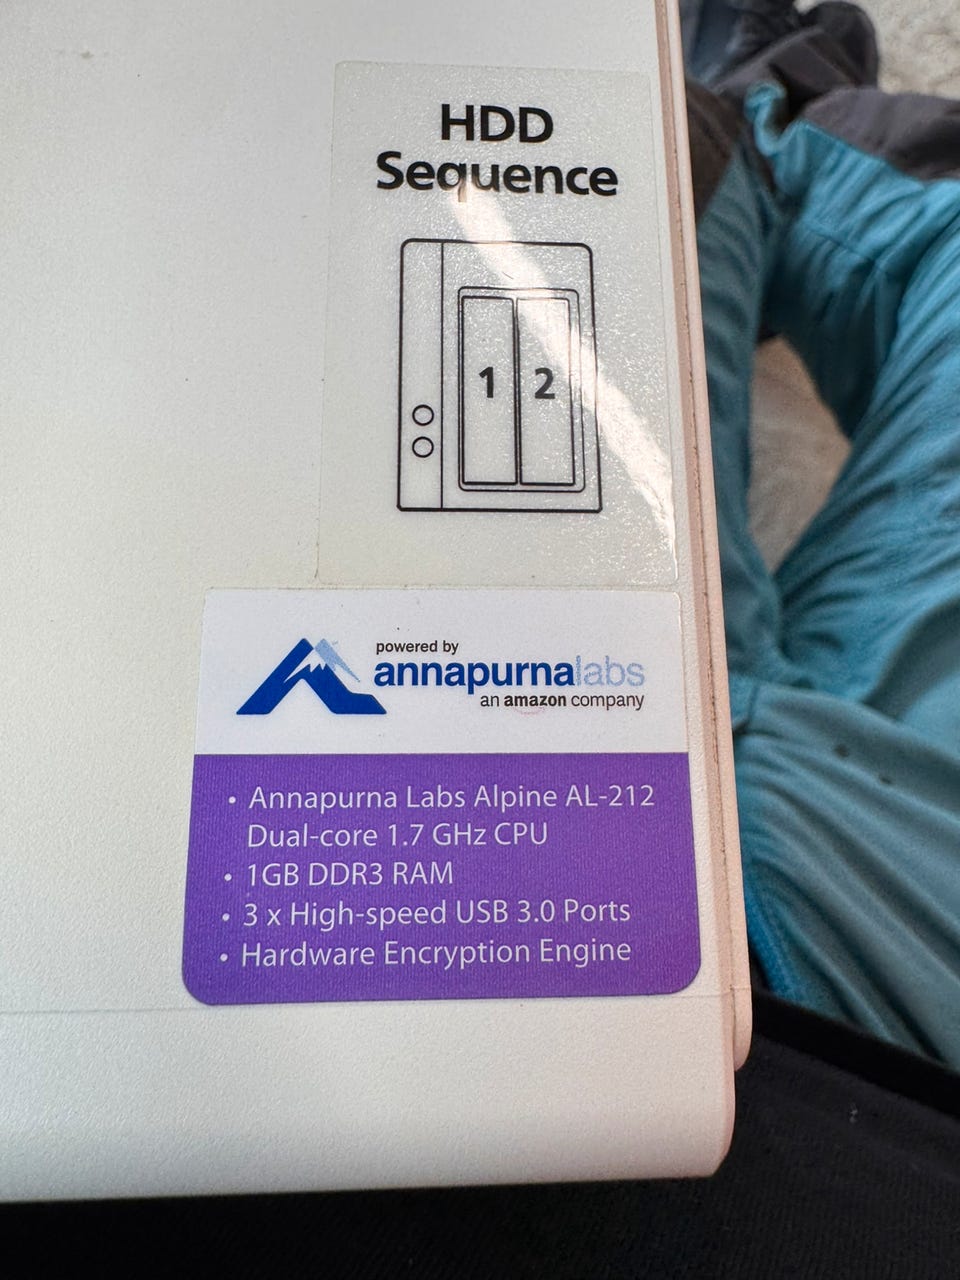 HDD
Sequence
1 2
powered by
annapurnalabs
an amazon company
• Annapurna Labs Alpine AL-212
Dual-core 1.7 GHz CPU
• 1GB DDR3 RAM
• 3 x High-speed USB 3.0 Ports
• Hardware Encryption Engine